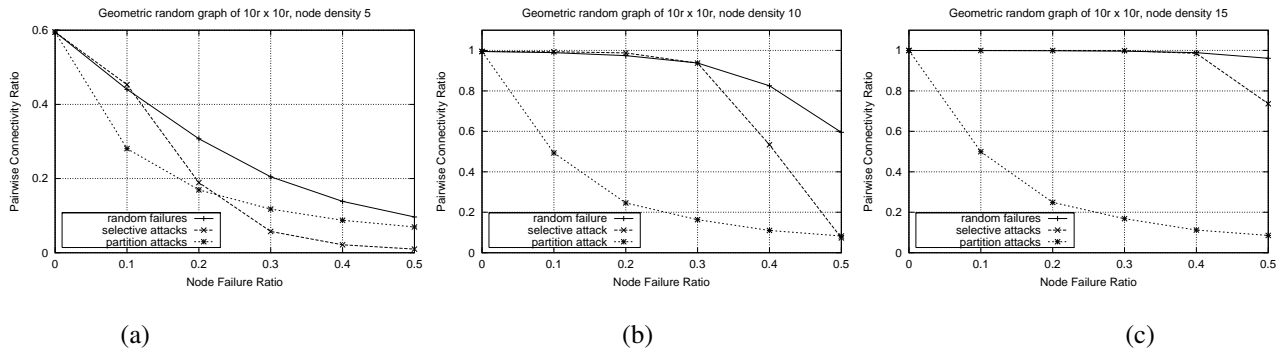 Geometric random graph of 10r x 10r, node density 5
Pairwise Connectivity Ratio
0.6
0.4
0.2
0
random failures
selective attacks
partition attacks
0 0.1 0.2 0.3 0.4 0.5
Node Failure Ratio
(a)
Geometric random graph of 10r x 10r, node density 10
Pairwise Connectivity Ratio
1
0.8
0.6
0.4
0.2
0
random failure
selective attack
partition attack
0 0.1 0.2 0.3 0.4 0.5
Node Failure Ratio
(b)
Geometric random graph of 10r x 10r, node density 15
Pairwise Connectivity Ratio
1
0.8
0.6
0.4
0.2
0
random failures
selective attacks
partition attacks
0 0.1 0.2 0.3 0.4 0.5
Node Failure Ratio
(c)